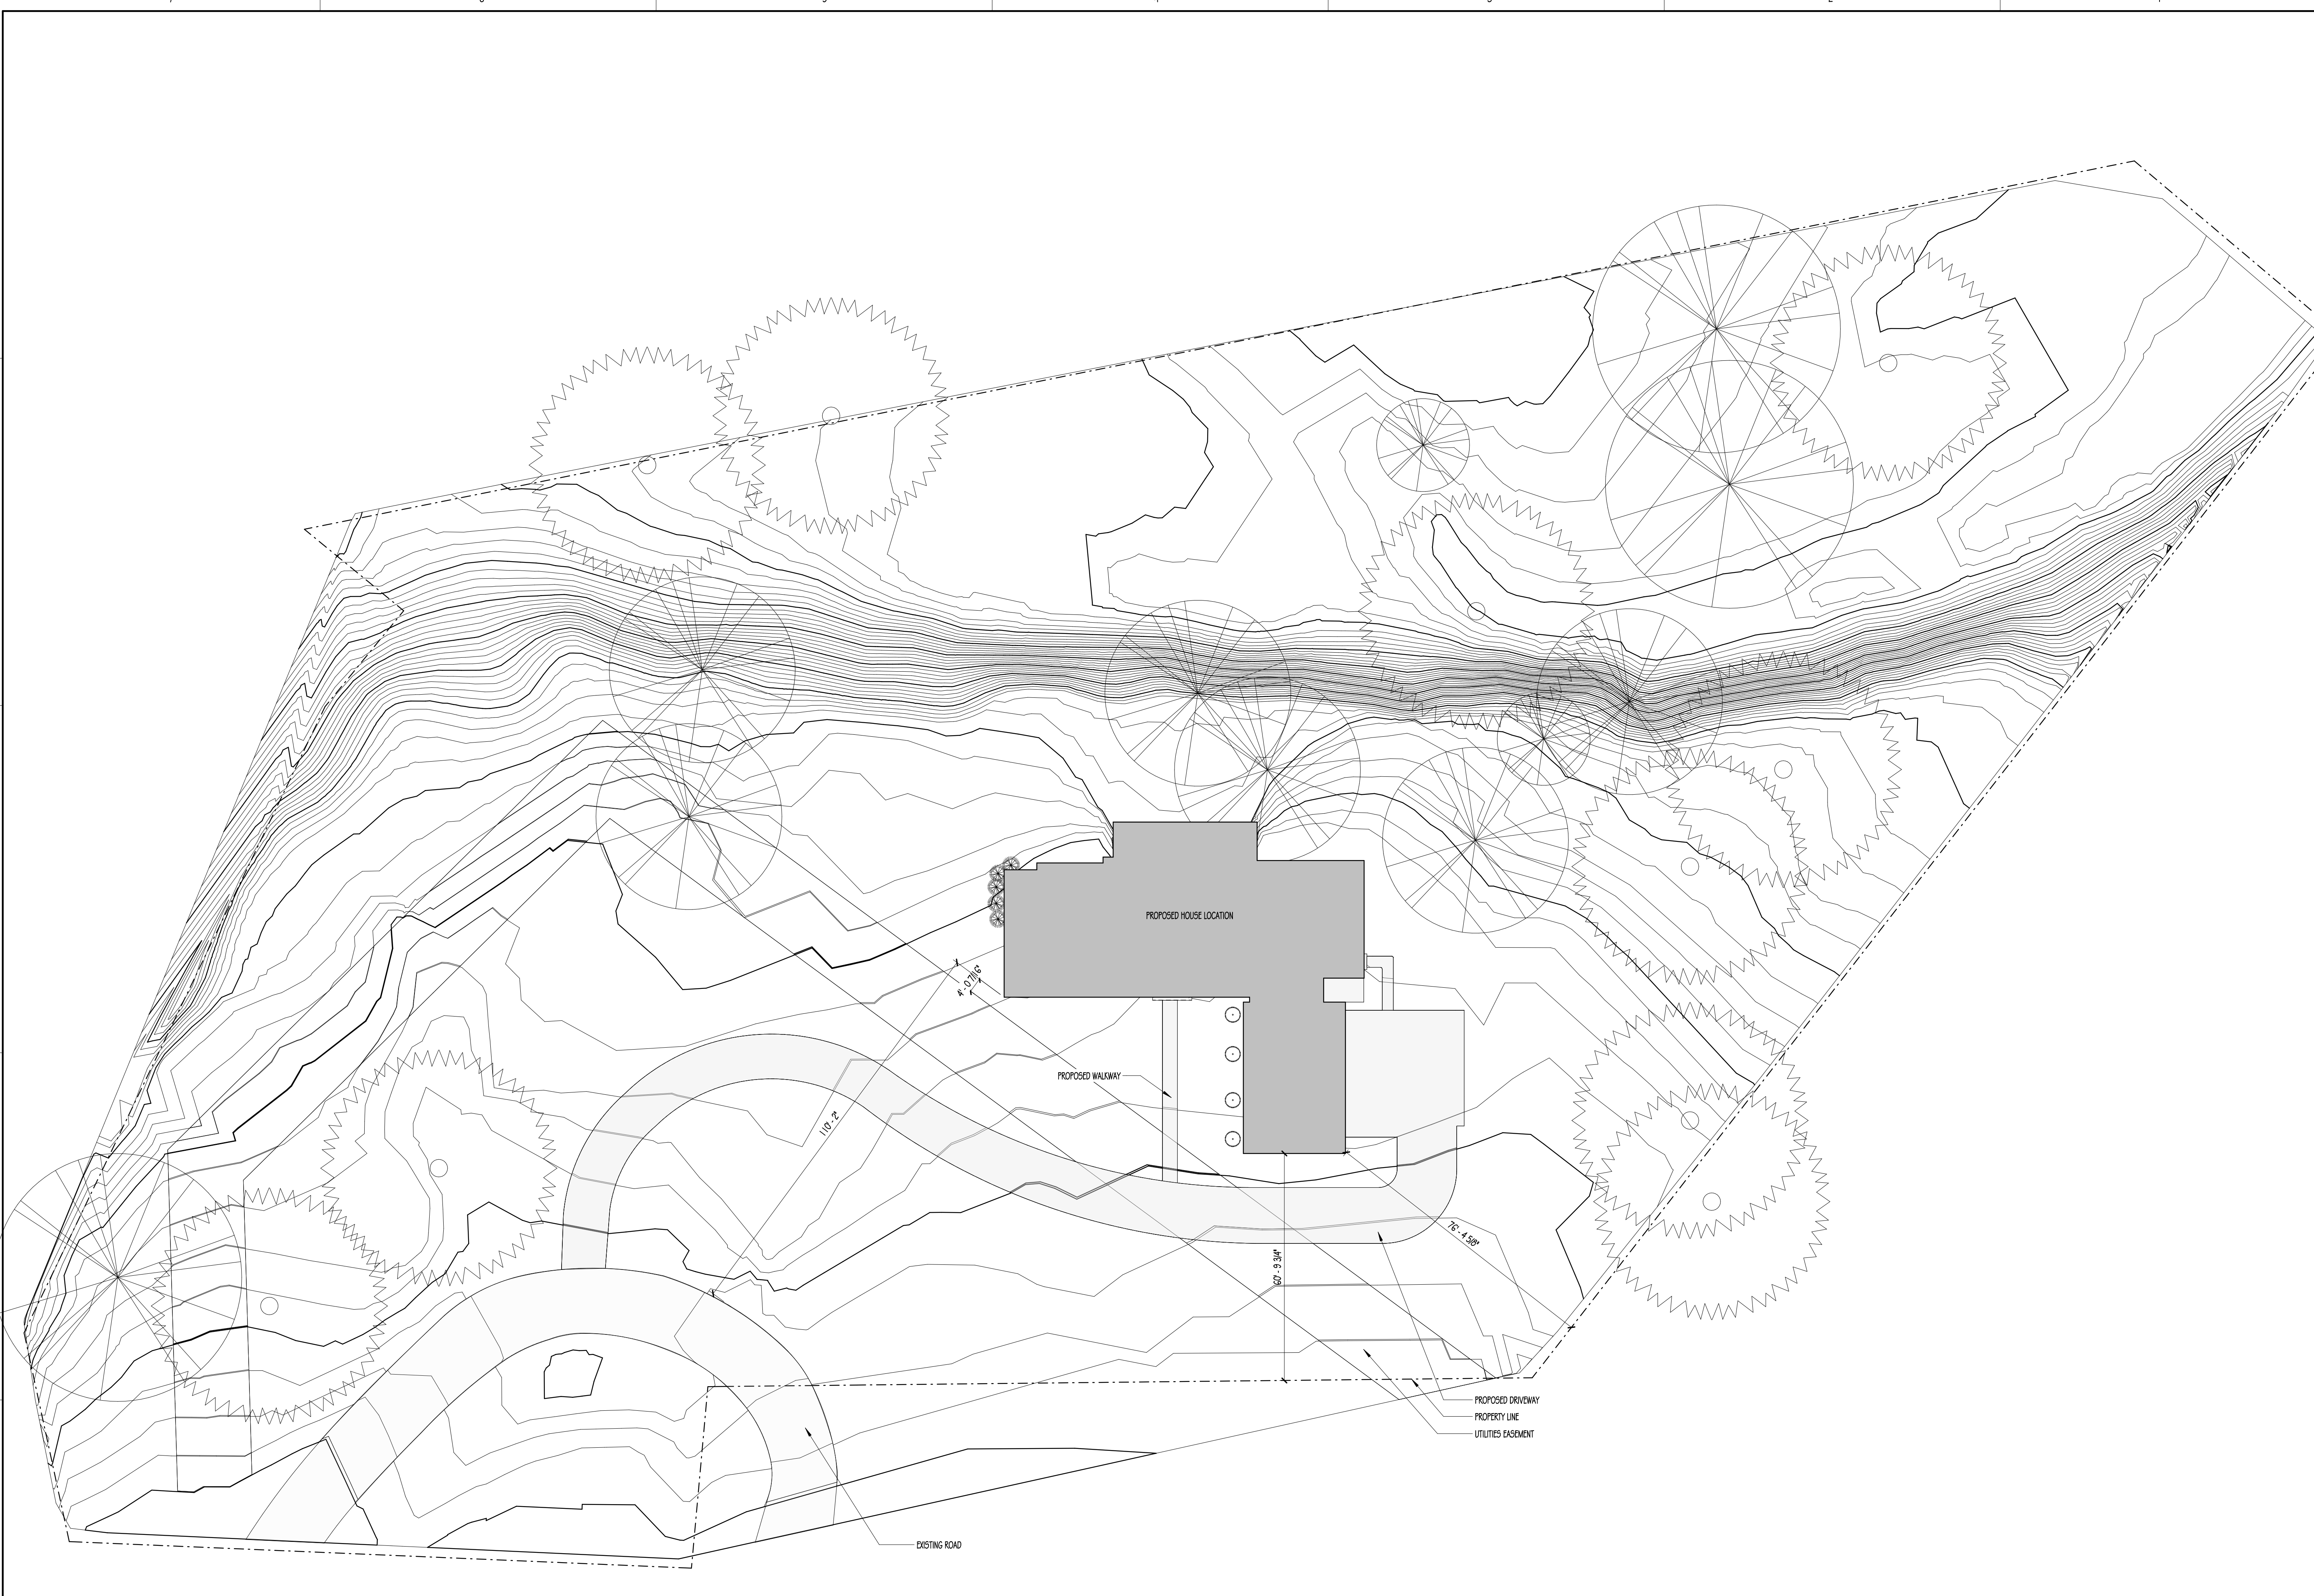 PROPOSED HOUSE LOCATION
4' - 0 7/16"
PROPOSED WALKWAY
110' - 2"
76' - 4 5/8"
60' - 9 3/4"
PROPOSED DRIVEWAY
PROPERTY LINE
UTILITIES EASEMENT
EXISTING ROAD